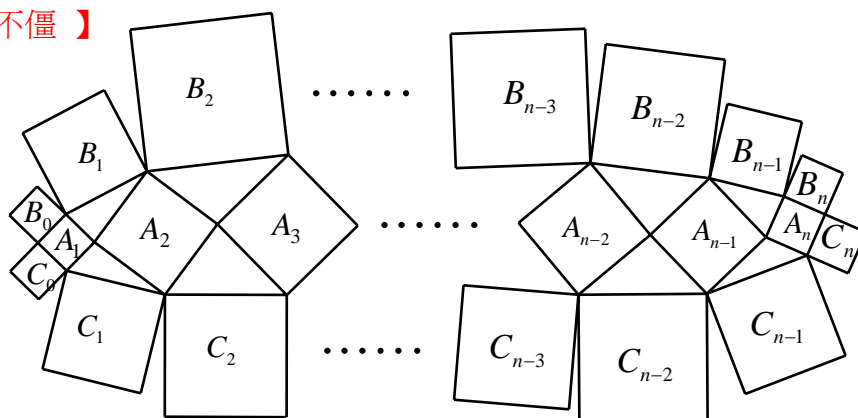 不僵 】
B₂ …… Bₙ₋₃ Bₙ₋₂
B₁ Bₙ₋₁ Bₙ
B₀ A₁ A₂ A₃ …… Aₙ₋₂ Aₙ₋₁ Aₙ Cₙ
C₀
C₁ C₂ …… Cₙ₋₃ Cₙ₋₂ Cₙ₋₁